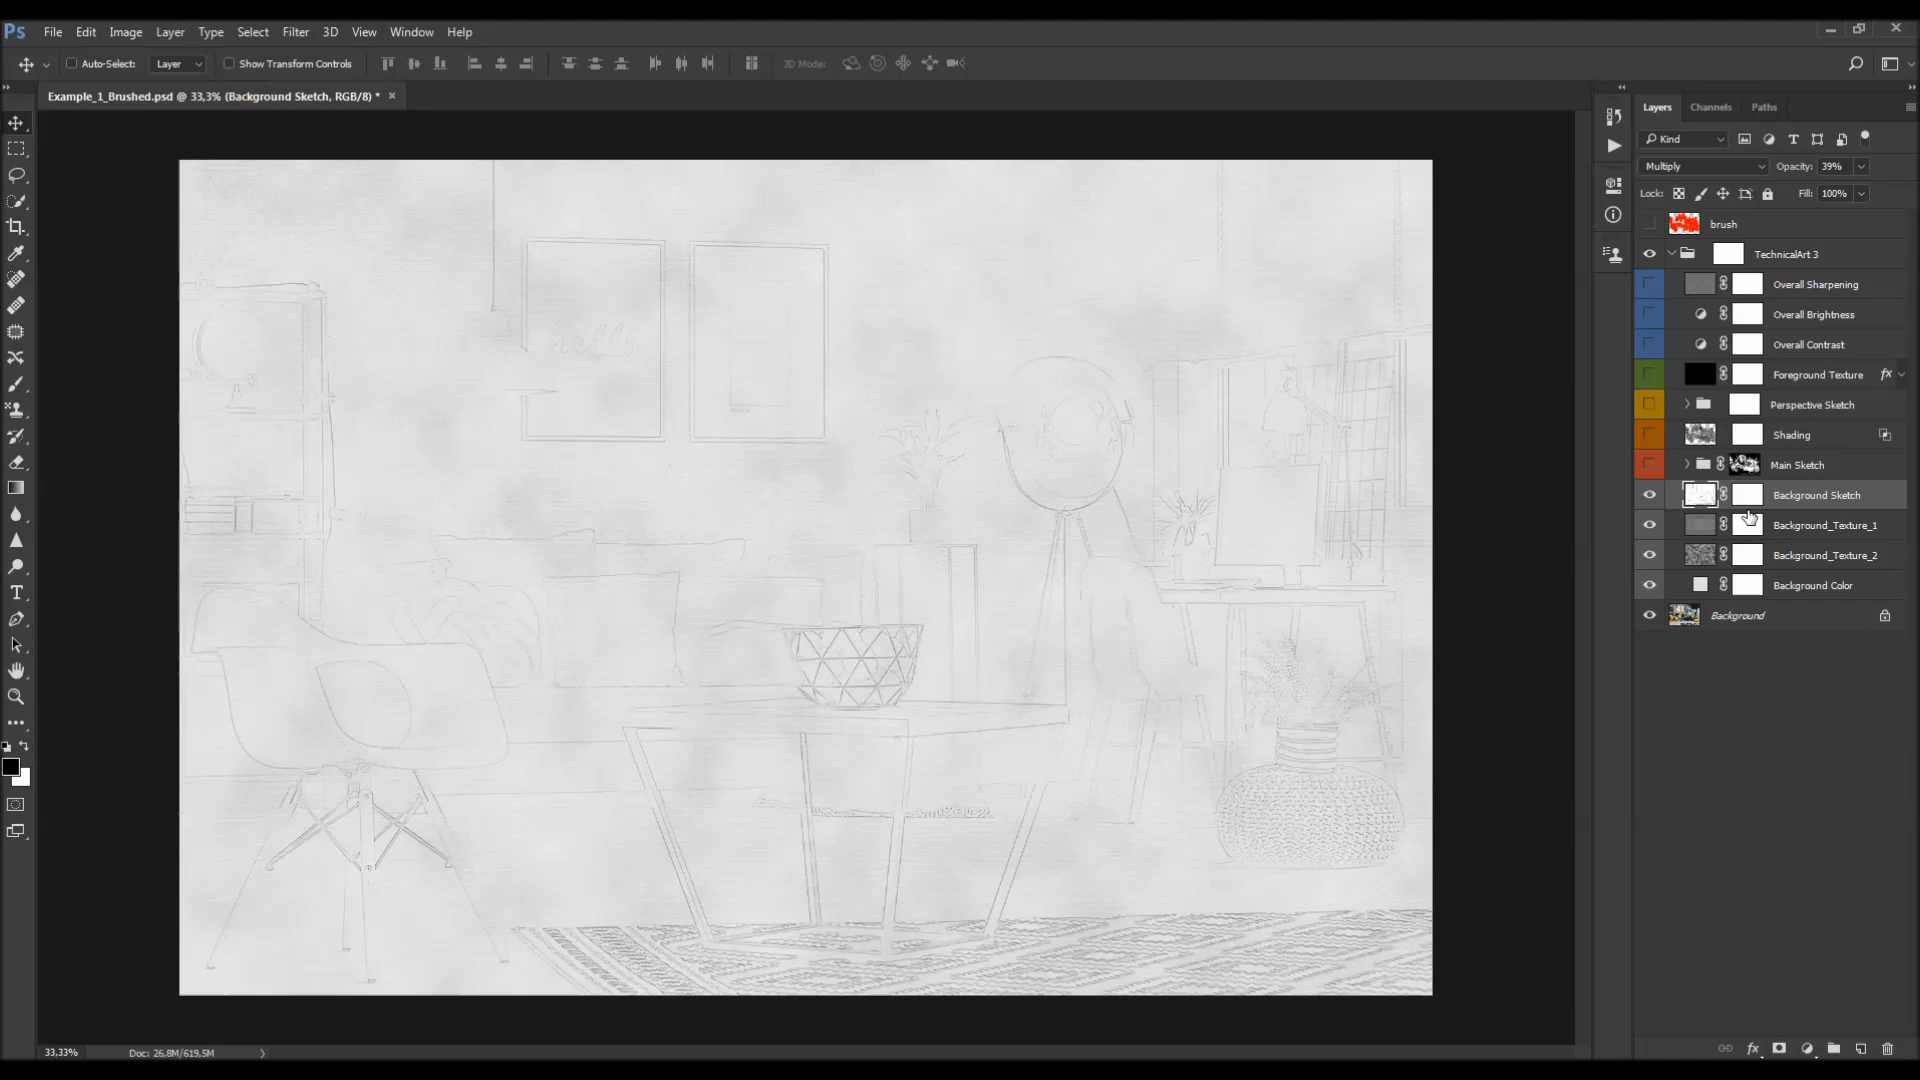 Ps File Edit Image Layer Type Select Filter 3D View Window Help
Auto-Select: Layer Show Transform Controls 3D Mode:
Example_1_Brushed.psd @ 33,3% (Background Sketch, RGB/8) * ×
Layers Channels Paths
Kind
Multiply Opacity: 39%
Lock: Fill: 100%
brush
TechnicalArt 3
Overall Sharpening
Overall Brightness
Overall Contrast
Foreground Texture fx
Perspective Sketch
Shading
Main Sketch
Background Sketch
Background_Texture_1
Background_Texture_2
Background Color
Background
hello
33,33% Doc: 26,8M/619,5M
fx